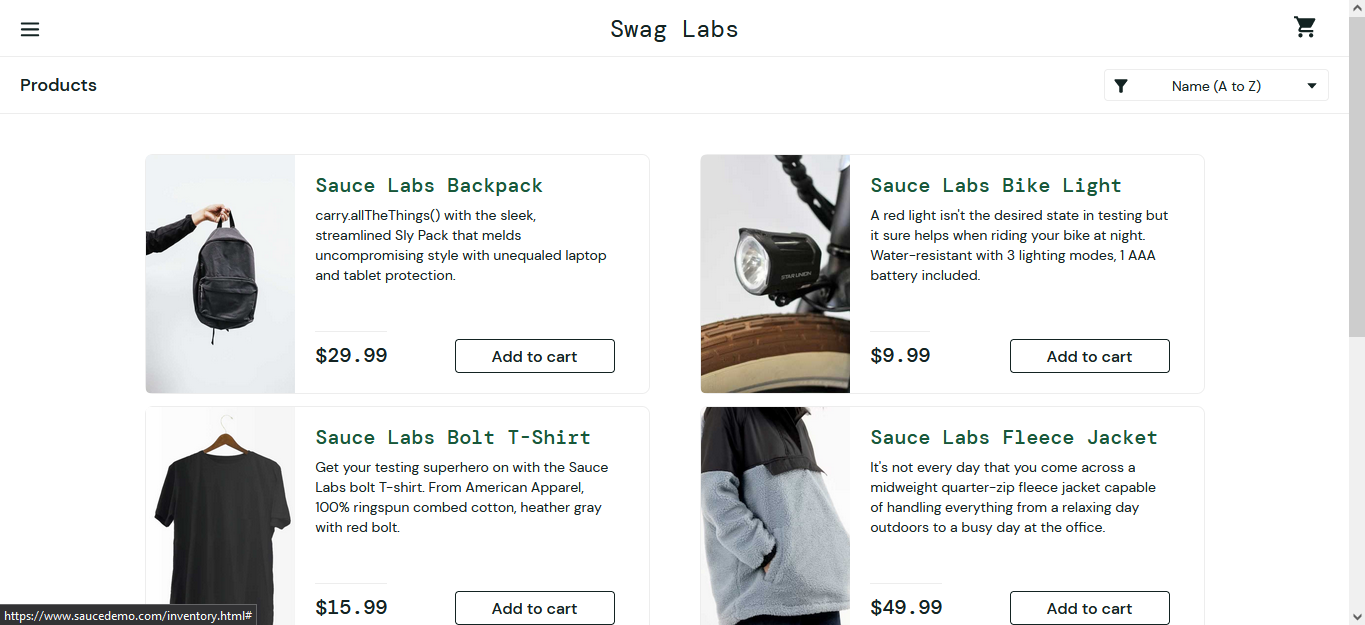 Swag Labs
Products
Name (A to Z)
Sauce Labs Backpack
carry.allTheThings() with the sleek,
streamlined Sly Pack that melds
uncompromising style with unequaled laptop
and tablet protection.
$29.99
Add to cart
Sauce Labs Bike Light
A red light isn't the desired state in testing but
it sure helps when riding your bike at night.
Water-resistant with 3 lighting modes, 1 AAA
battery included.
STAR UNION
$9.99
Add to cart
Sauce Labs Bolt T-Shirt
Get your testing superhero on with the Sauce
Labs bolt T-shirt. From American Apparel,
100% ringspun combed cotton, heather gray
with red bolt.
$15.99
Add to cart
Sauce Labs Fleece Jacket
It's not every day that you come across a
midweight quarter-zip fleece jacket capable
of handling everything from a relaxing day
outdoors to a busy day at the office.
$49.99
Add to cart
https://www.saucedemo.com/inventory.html#